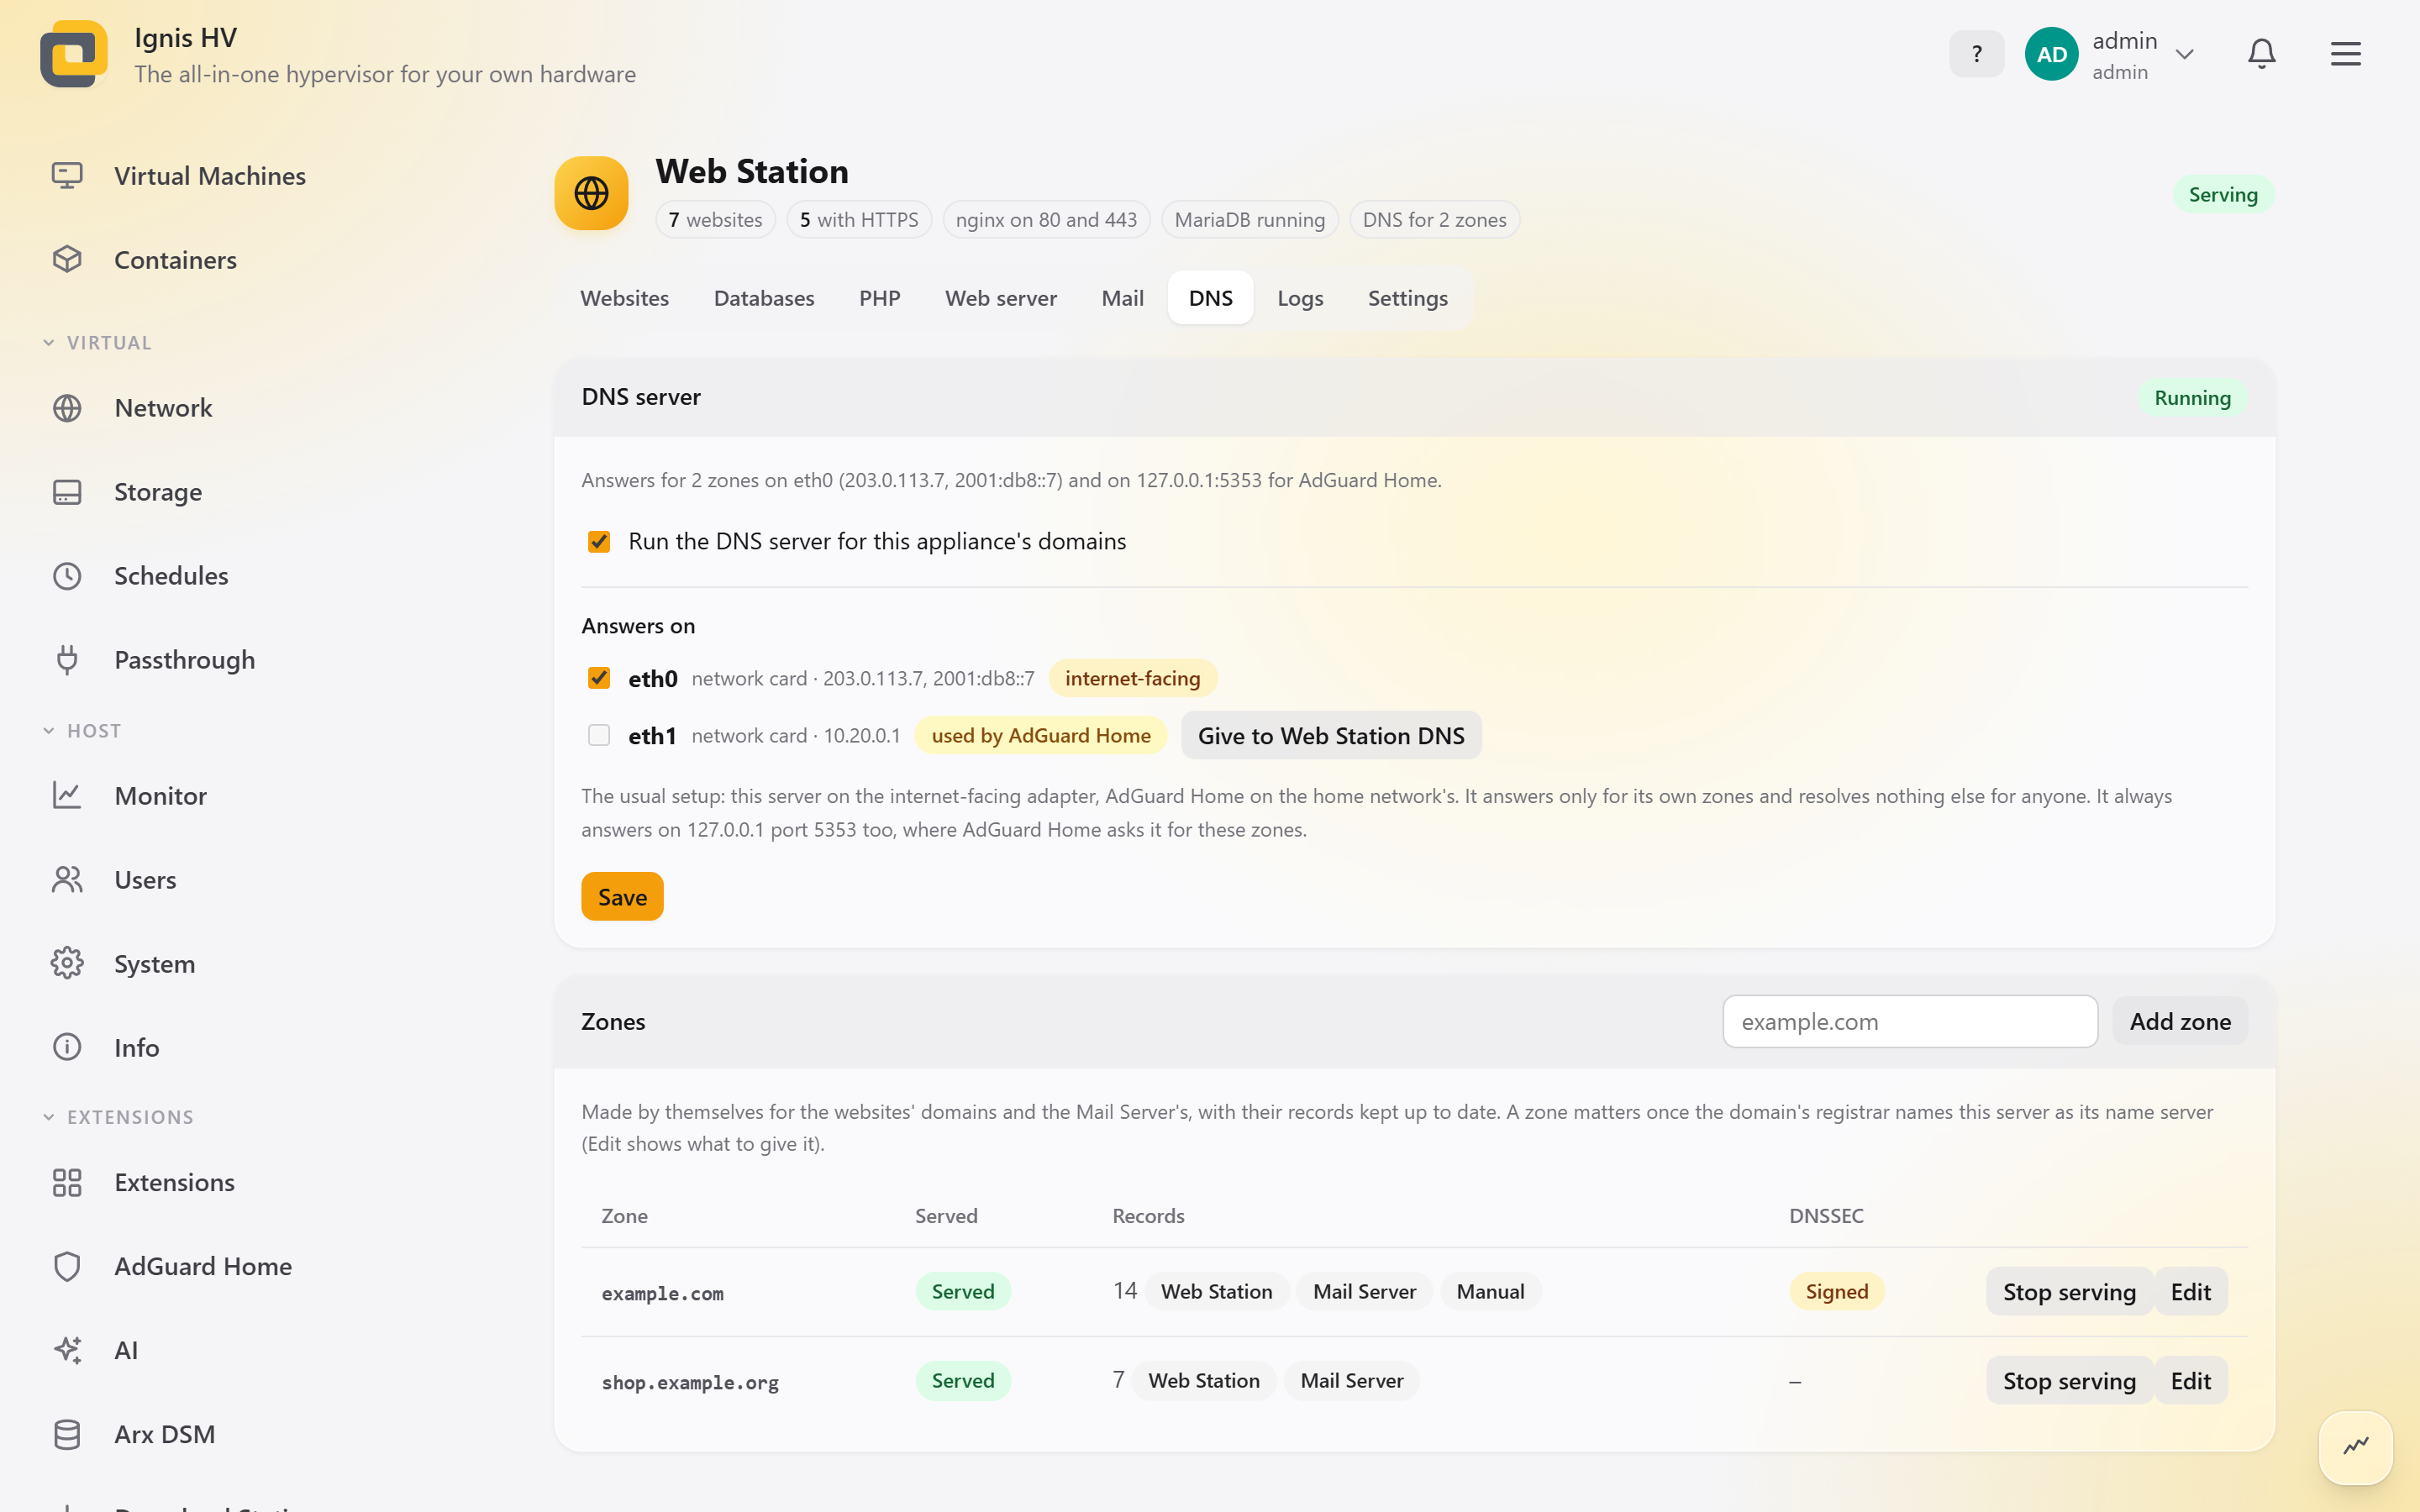 Ignis HV
The all-in-one hypervisor for your own hardware
?
AD
admin
admin
Virtual Machines
Containers
VIRTUAL
Network
Storage
Schedules
Passthrough
HOST
Monitor
Users
System
Info
EXTENSIONS
Extensions
AdGuard Home
AI
Arx DSM
Web Station
7 websites
5 with HTTPS
nginx on 80 and 443
MariaDB running
DNS for 2 zones
Serving
Websites
Databases
PHP
Web server
Mail
DNS
Logs
Settings
DNS server
Running
Answers for 2 zones on eth0 (203.0.113.7, 2001:db8::7) and on 127.0.0.1:5353 for AdGuard Home.
Run the DNS server for this appliance's domains
Answers on
eth0 network card · 203.0.113.7, 2001:db8::7 internet-facing
eth1 network card · 10.20.0.1 used by AdGuard Home Give to Web Station DNS
The usual setup: this server on the internet-facing adapter, AdGuard Home on the home network's. It answers only for its own zones and resolves nothing else for anyone. It always
answers on 127.0.0.1 port 5353 too, where AdGuard Home asks it for these zones.
Save
Zones
example.com
Add zone
Made by themselves for the websites' domains and the Mail Server's, with their records kept up to date. A zone matters once the domain's registrar names this server as its name server
(Edit shows what to give it).
Zone Served Records DNSSEC
example.com Served 14 Web Station Mail Server Manual Signed Stop serving Edit
shop.example.org Served 7 Web Station Mail Server – Stop serving Edit